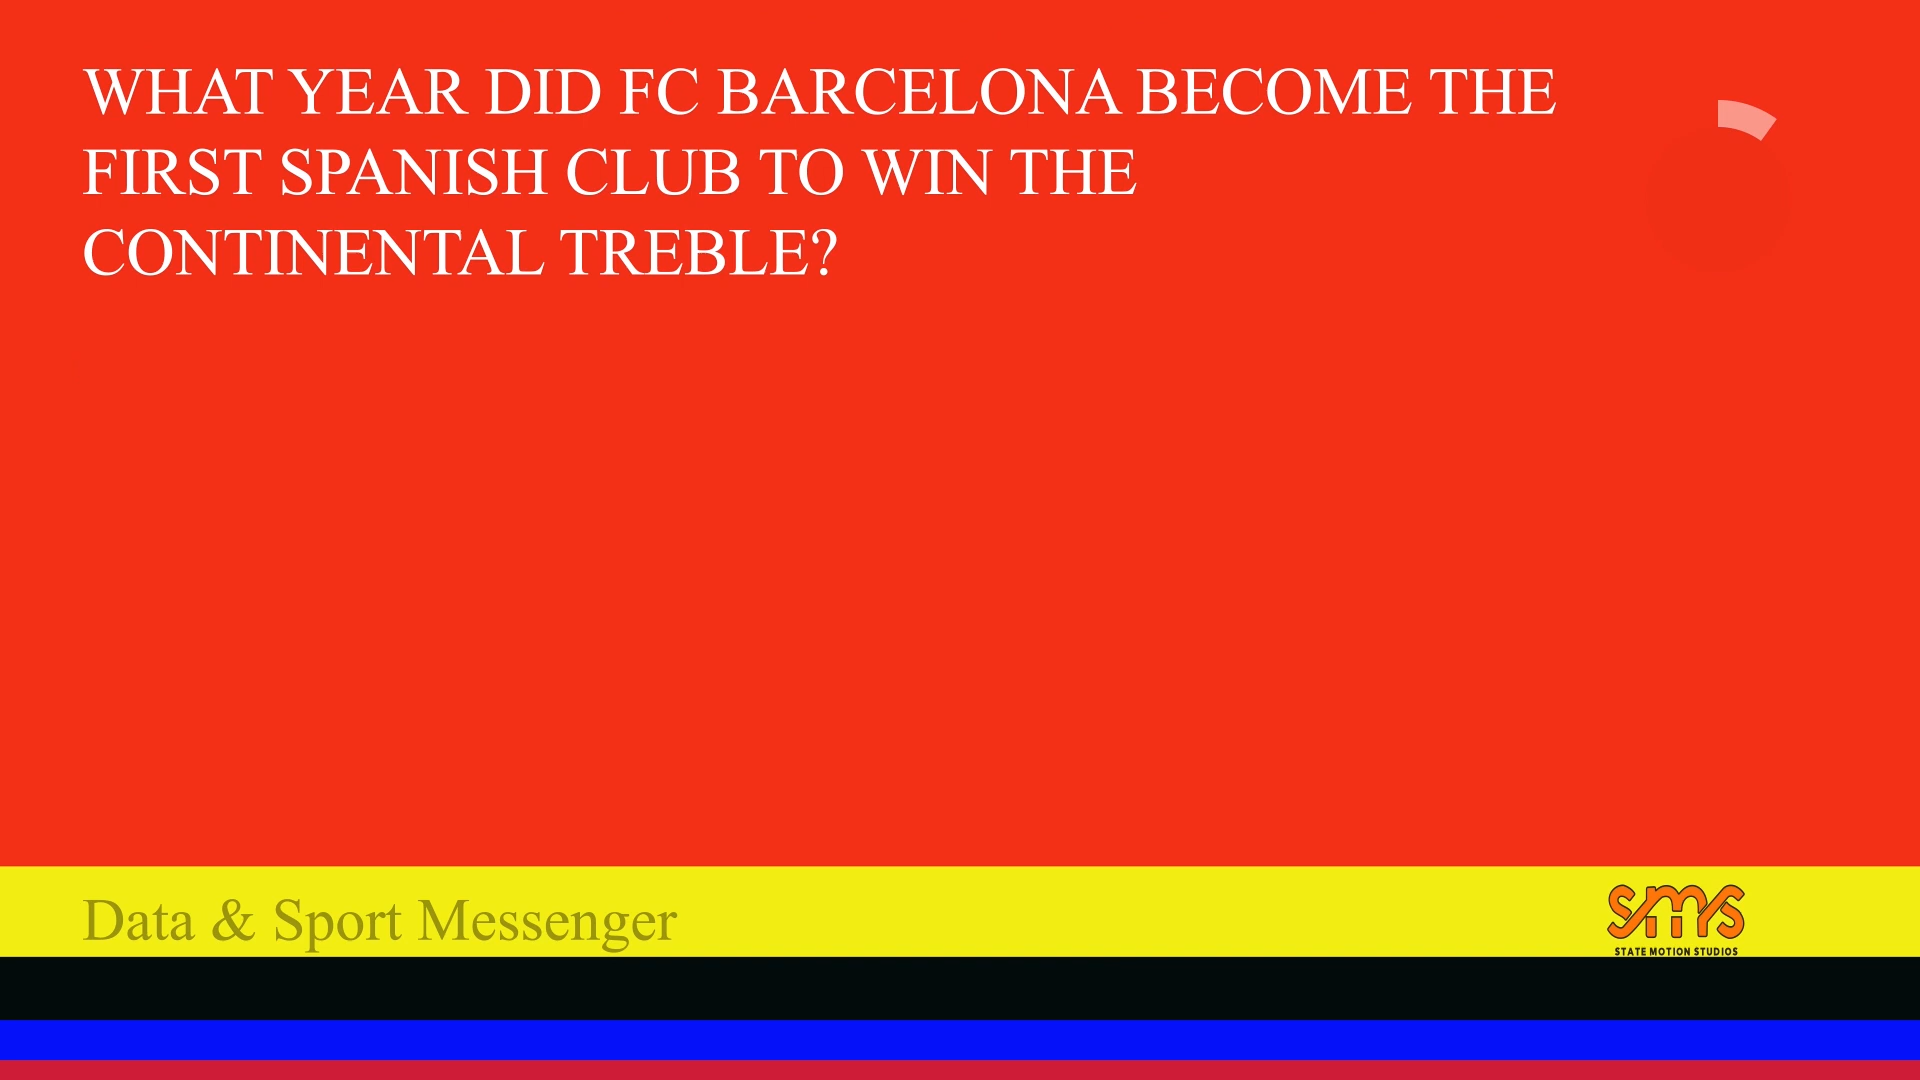 WHAT YEAR DID FC BARCELONA BECOME THE
FIRST SPANISH CLUB TO WIN THE
CONTINENTAL TREBLE?
Data & Sport Messenger
sms
STATE MOTION STUDIOS